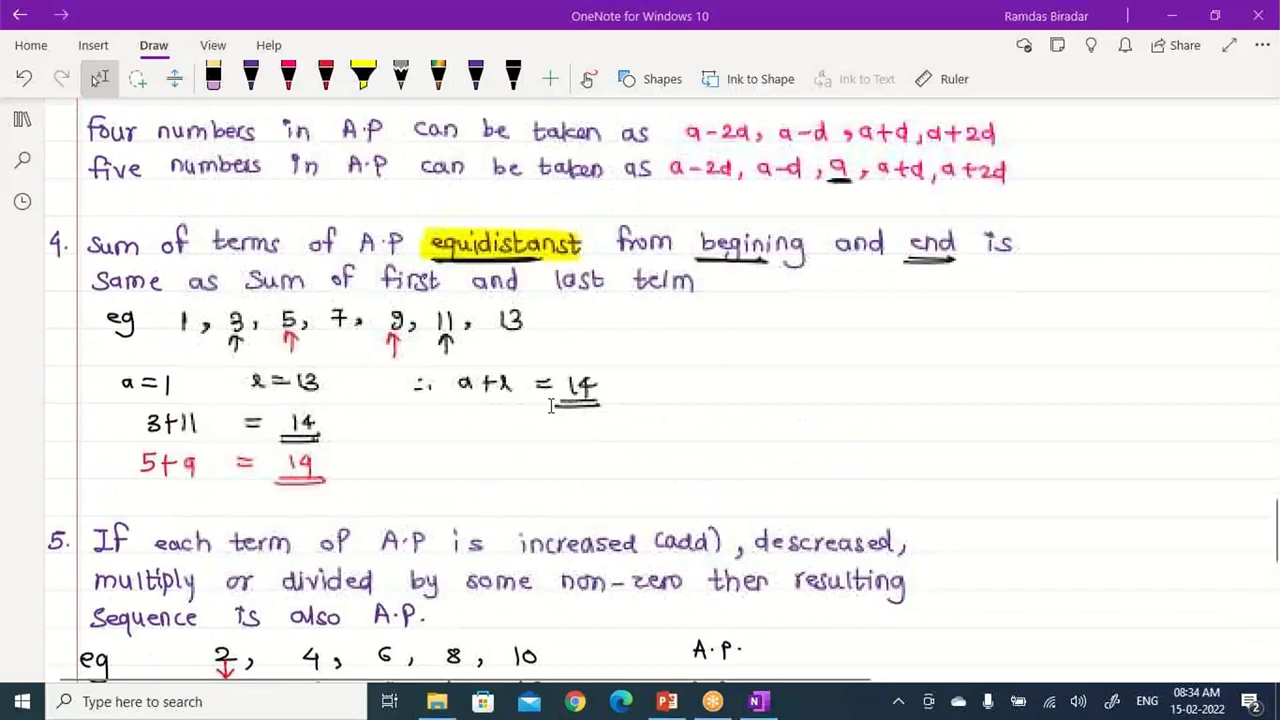 OneNote for Windows 10
Ramdas Biradar
Home Insert Draw View Help
Share
Shapes
Ink to Shape
Ink to Text
Ruler
four numbers in A.P can be taken as a-2d, a-d, a+d, a+2d
five numbers in A.P can be taken as a-2d, a-d, a, a+d, a+2d
4. Sum of terms of A.P equidistanst from begining and end is
Same as Sum of first and last term
eg 1, 3, 5, 7, 9, 11, 13
a=1 l=13 ∴ a+l = 14
3+11 = 14
5+9 = 14
5. If each term of A.P is increased (add), descreased,
multiply or divided by some non-zero then resulting
Sequence is also A.P.
eg 2, 4, 6, 8, 10 A.P.
Type here to search
ENG
08:34 AM
15-02-2022
2